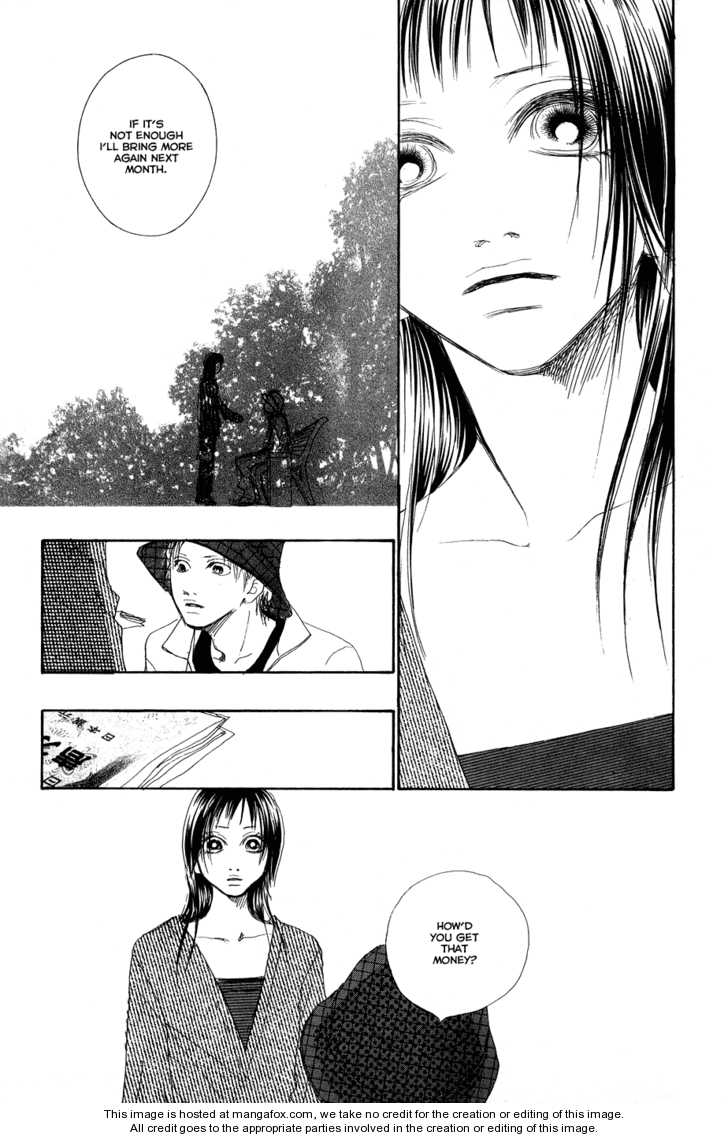 IF IT'S
NOT ENOUGH
I'LL BRING MORE
AGAIN NEXT
MONTH.
HOW'D
YOU GET
THAT
MONEY?
This image is hosted at mangafox.com, we take no credit for the creation or editing of this image.
All credit goes to the appropriate parties involved in the creation or editing of this image.